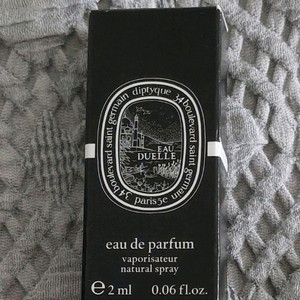 diptyque 34 boulevard saint germain
34 boulevard saint germain
paris5e
EAU
DUELLE
eau de parfum
vaporisateur
natural spray
℮ 2 ml 0.06 fl.oz.